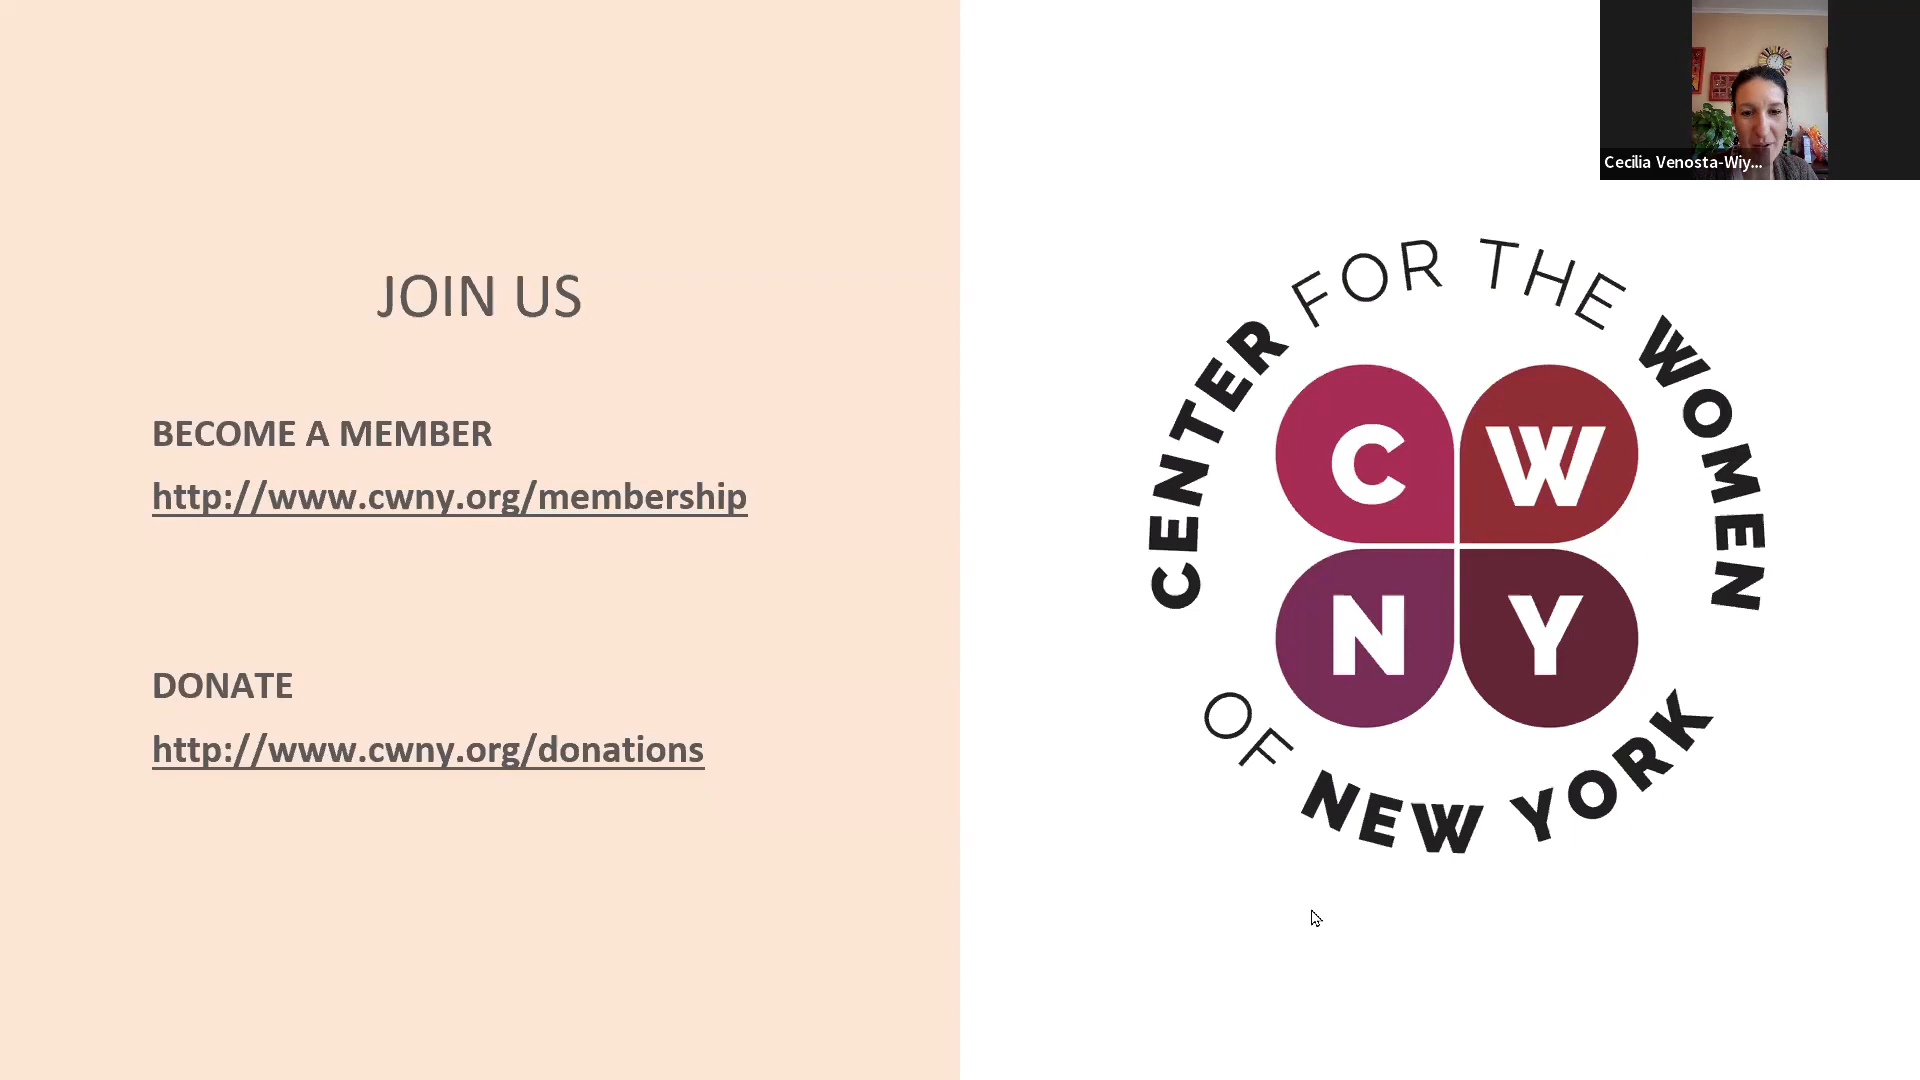 JOIN US
BECOME A MEMBER
http://www.cwny.org/membership
DONATE
http://www.cwny.org/donations
Cecilia Venosta-Wiy...
CENTER FOR THE WOMEN
OF NEW YORK
C W
N Y